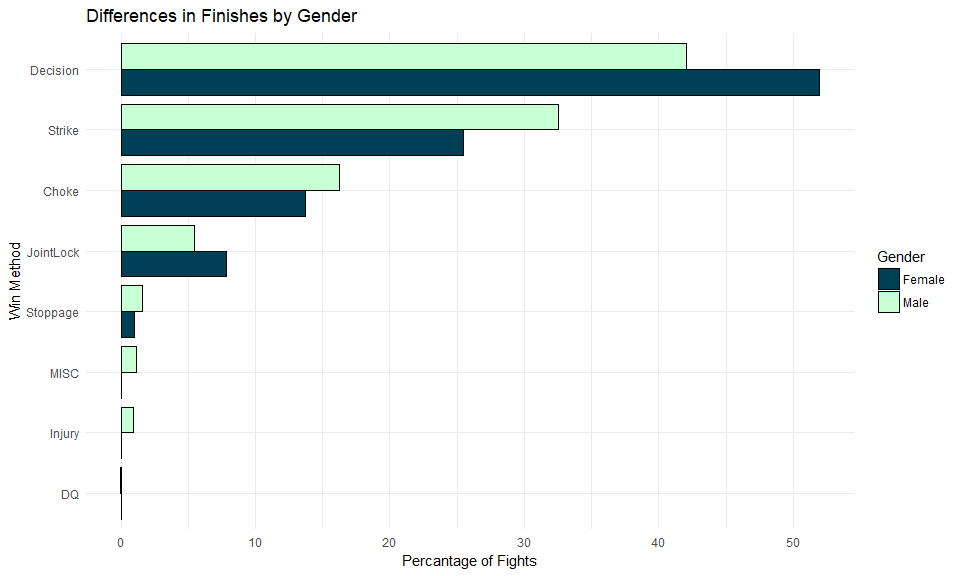 Differences in Finishes by Gender
Win Method
Decision
Strike
Choke
JointLock
Stoppage
MISC
Injury
DQ
0 10 20 30 40 50
Percantage of Fights
Gender
Female
Male